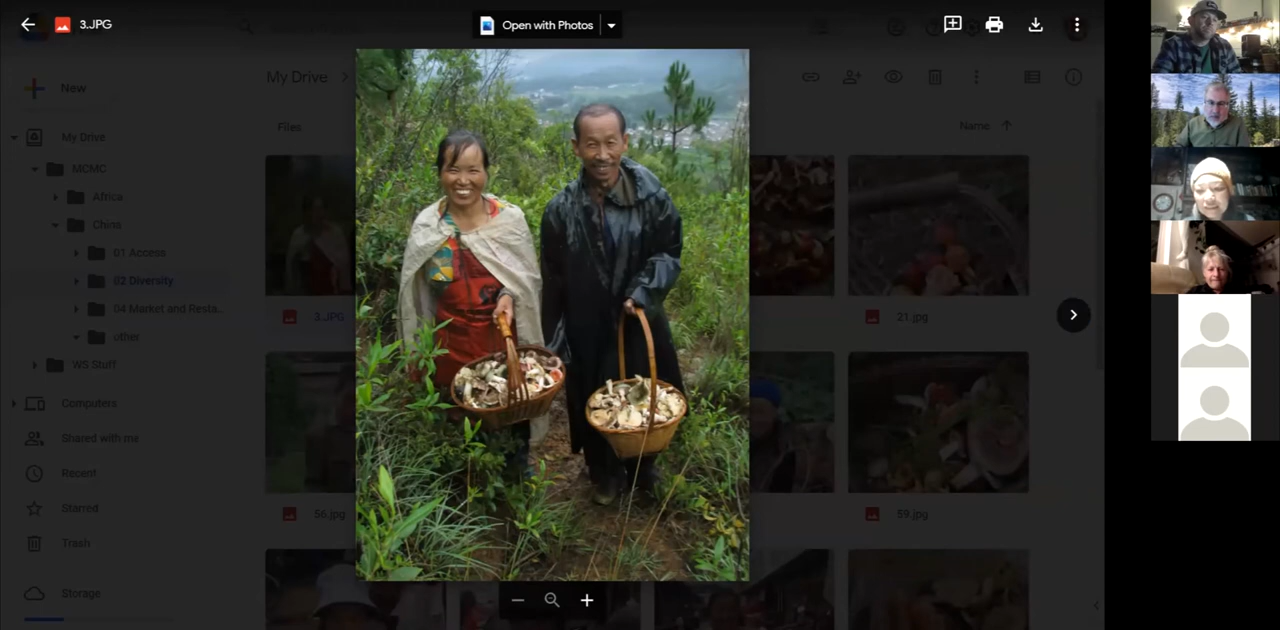 3.JPG
Open with Photos
New
My Drive
Files
Name
My Drive
MCMC
Africa
China
01 Access
02 Diversity
3.JPG
21.jpg
04 Market and Resta...
other
WS Stuff
Computers
Shared with me
Recent
Starred
56.jpg
59.jpg
Trash
Storage